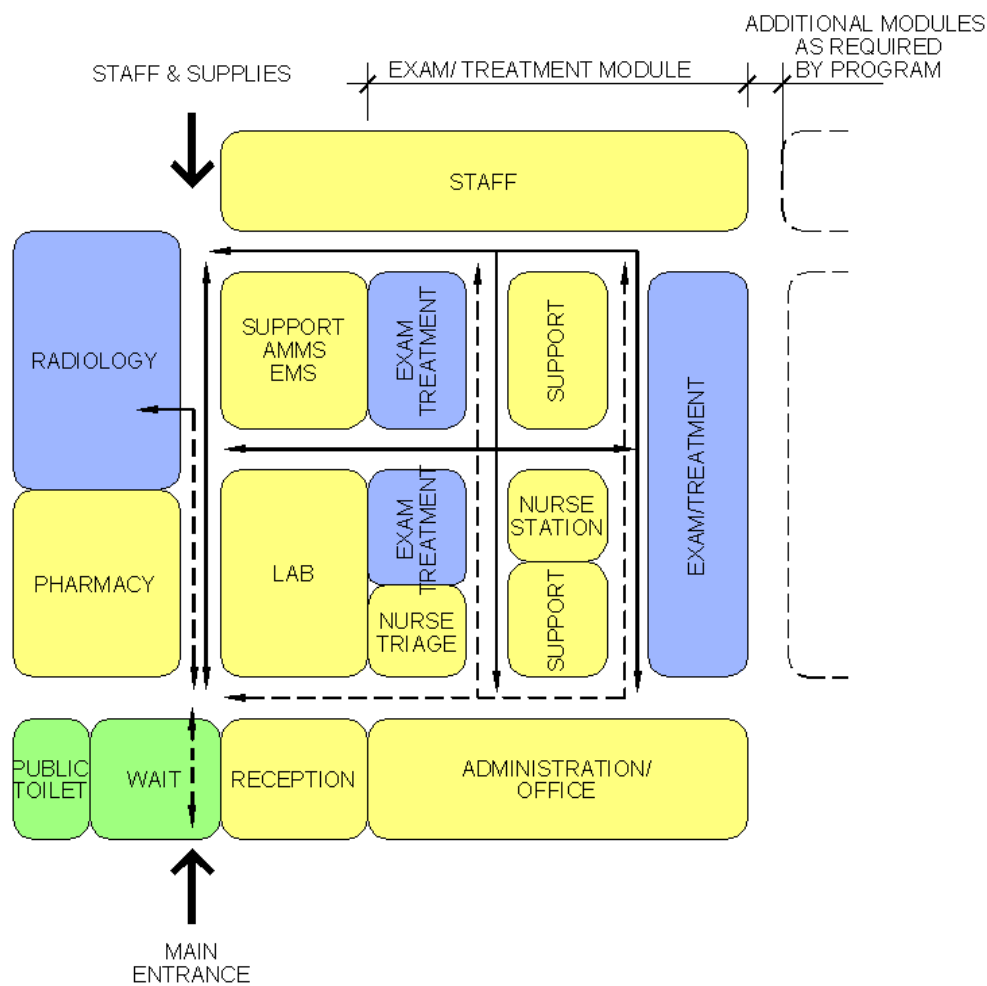 ADDITIONAL MODULES
AS REQUIRED
BY PROGRAM
STAFF & SUPPLIES
EXAM/ TREATMENT MODULE
STAFF
RADIOLOGY
SUPPORT
AMMS
EMS
EXAM
TREATMENT
SUPPORT
EXAM/TREATMENT
PHARMACY
LAB
EXAM
TREATMENT
NURSE
TRIAGE
NURSE
STATION
SUPPORT
PUBLIC
TOILET
WAIT
RECEPTION
ADMINISTRATION/
OFFICE
MAIN
ENTRANCE